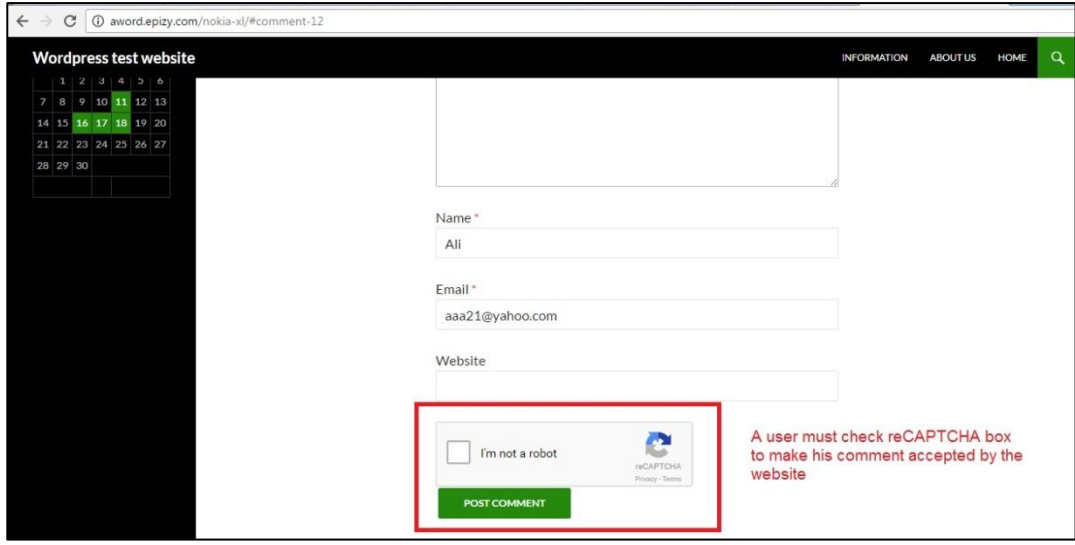 aword.epizy.com/nokia-xl/#comment-12
Wordpress test website
INFORMATION ABOUT US HOME
1 2 3 4 5 6
7 8 9 10 11 12 13
14 15 16 17 18 19 20
21 22 23 24 25 26 27
28 29 30
Name *
Ali
Email *
aaa21@yahoo.com
Website
I'm not a robot
reCAPTCHA
Privacy - Terms
POST COMMENT
A user must check reCAPTCHA box
to make his comment accepted by the
website